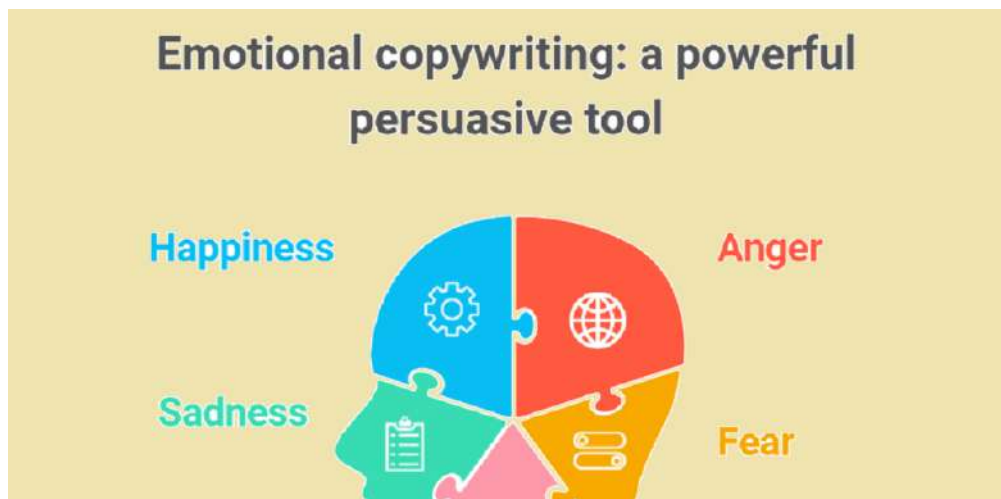 Emotional copywriting: a powerful
persuasive tool
Happiness
Anger
Sadness
Fear